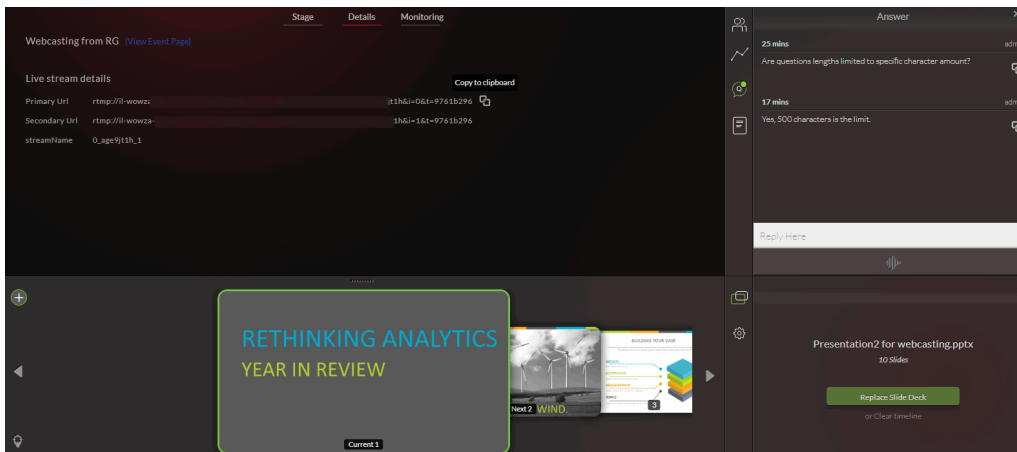 Stage Details Monitoring
Webcasting from RG (View Event Page)
Live stream details
Copy to clipboard
Primary Url rtmp://il-wowz jt1h&i=0&t=9761b296
Secondary Url rtmp://il-wowza- 1h&i=1&t=9761b296
streamName 0_age9jt1h_1
Answer
25 mins adm
Are questions lengths limited to specific character amount?
17 mins adm
Yes, 500 characters is the limit.
Reply Here
RETHINKING ANALYTICS
YEAR IN REVIEW
Current 1
Next 2 WIND.
BUILDING YOUR CASE
3
Presentation2 for webcasting.pptx
10 Slides
Replace Slide Deck
or Clear timeline